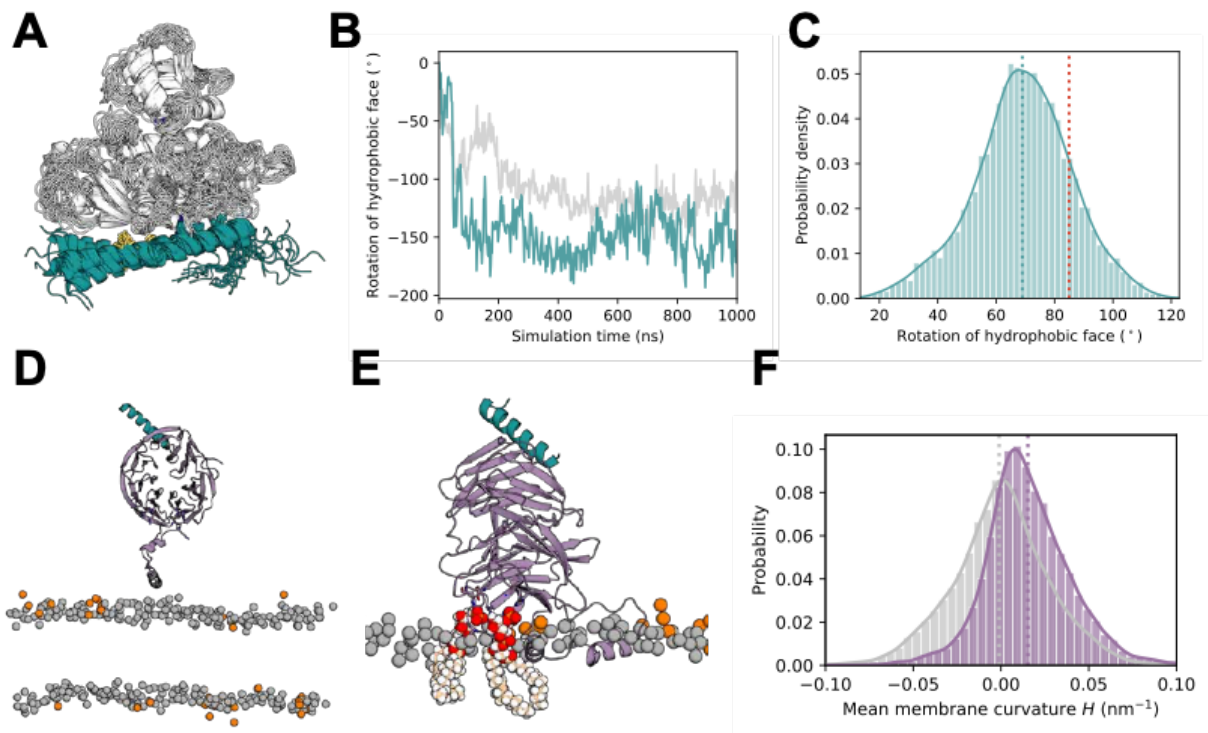 A
B
C
0
−50
−100
−150
−200
Rotation of hydrophobic face (°)
0 200 400 600 800 1000
Simulation time (ns)
0.05
0.04
0.03
0.02
0.01
0.00
Probability density
20 40 60 80 100 120
Rotation of hydrophobic face (°)
D
E
F
0.10
0.08
0.06
0.04
0.02
0.00
Probability
−0.10 −0.05 0.00 0.05 0.10
Mean membrane curvature H (nm⁻¹)